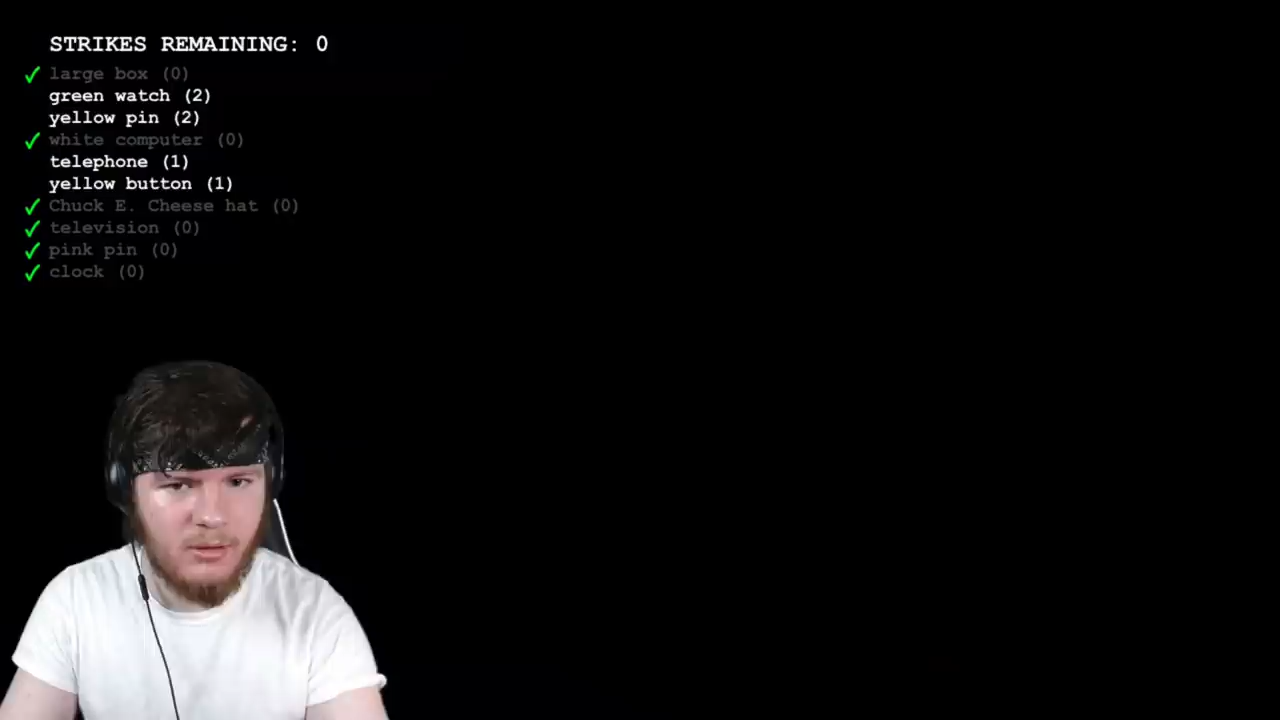 STRIKES REMAINING: 0
✓ large box (0)
green watch (2)
yellow pin (2)
✓ white computer (0)
telephone (1)
yellow button (1)
✓ Chuck E. Cheese hat (0)
✓ television (0)
✓ pink pin (0)
✓ clock (0)